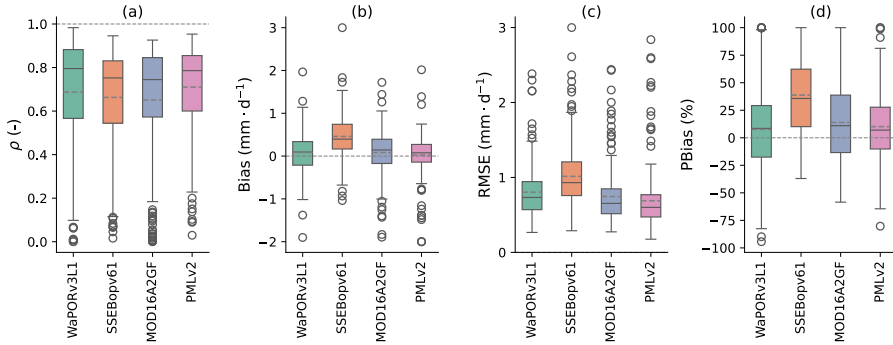 (a)
(b)
(c)
(d)
ρ (-)
1.0
0.8
0.6
0.4
0.2
0.0
WaPORv3L1
SSEBopv61
MOD16A2GF
PMLv2
Bias (mm · d⁻¹)
3
2
1
0
−1
−2
WaPORv3L1
SSEBopv61
MOD16A2GF
PMLv2
RMSE (mm · d⁻¹)
3
2
1
0
WaPORv3L1
SSEBopv61
MOD16A2GF
PMLv2
PBias (%)
100
75
50
25
0
−25
−50
−75
−100
WaPORv3L1
SSEBopv61
MOD16A2GF
PMLv2